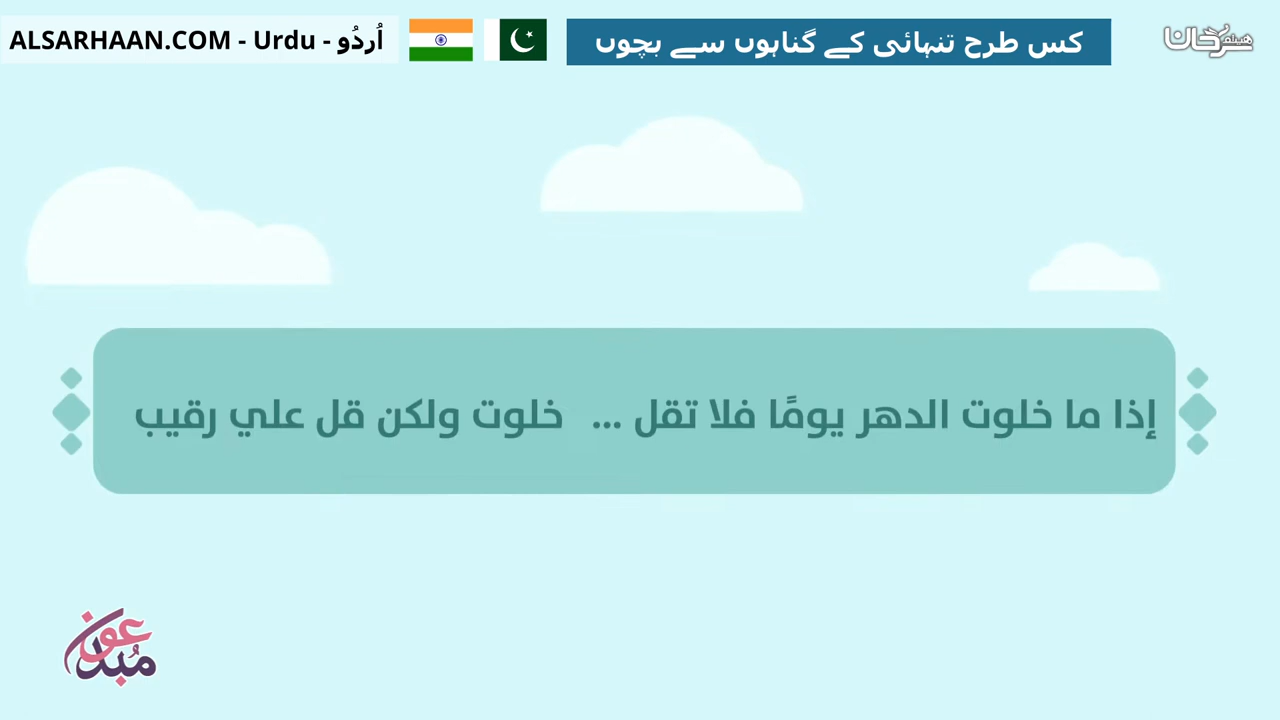 ALSARHAAN.COM - Urdu - اُردُو
کس طرح تنہائی کے گناہوں سے بچوں
إذا ما خلوت الدهر يومًا فلا تقل ... خلوت ولكن قل علي رقيب
مُبدعون